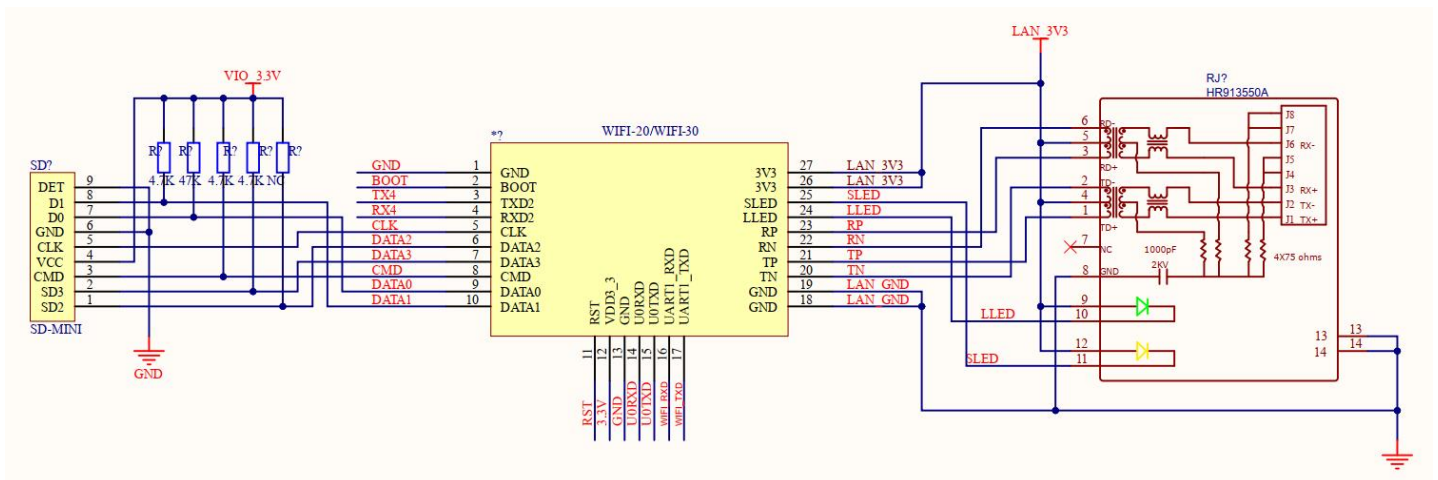 LAN_3V3
VIO_3.3V
RJ?
HR913550A
SD?
SD-MINI
DET 9
D1 8
D0 7
GND 6
CLK 5
VCC 4
CMD 3
SD3 2
SD2 1
R? R? R? R? R?
4.7K 47K 4.7K 4.7K NC
GND
*?
WIFI-20/WIFI-30
GND 1 GND
BOOT 2 BOOT
TX4 3 TXD2
RX4 4 RXD2
CLK 5 CLK
DATA2 6 DATA2
DATA3 7 DATA3
CMD 8 CMD
DATA0 9 DATA0
DATA1 10 DATA1
RST 11 RST
VDD3_3 12 3.3V
GND 13 GND
U0RXD 14 U0RXD
U0TXD 15 U0TXD
UART1_RXD 16 WIFI_RXD
UART1_TXD 17 WIFI_TXD
3V3 27 LAN_3V3
3V3 26 LAN_3V3
SLED 25 SLED
LLED 24 LLED
RP 23 RP
RN 22 RN
TP 21 TP
TN 20 TN
GND 19 LAN_GND
GND 18 LAN_GND
LLED
SLED
6 RD-
5
3 RD+
2 TD-
4
1 TD+
7 NC
8 GND
9
10
12
11
1000pF
2KV
4X75 ohms
J8
J7
J6 RX-
J5
J4
J3 RX+
J2 TX-
J1 TX+
13 13
14 14